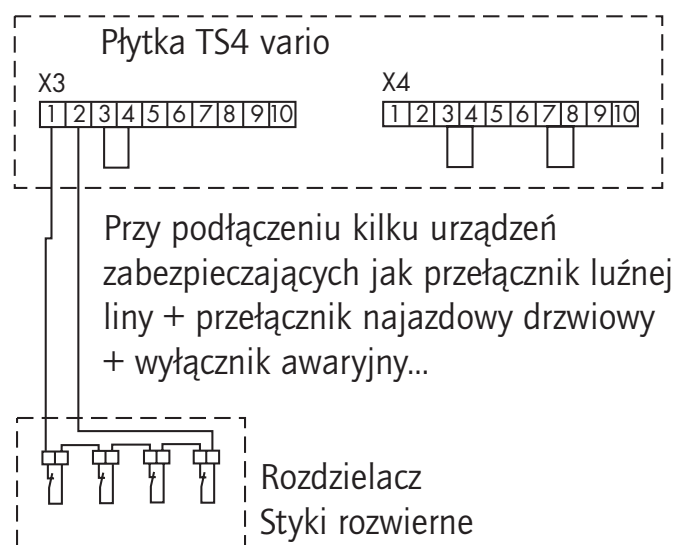 Płytka TS4 vario
X3
1 2 3 4 5 6 7 8 9 10
X4
1 2 3 4 5 6 7 8 9 10
Przy podłączeniu kilku urządzeń
zabezpieczających jak przełącznik luźnej
liny + przełącznik najazdowy drzwiowy
+ wyłącznik awaryjny...
Rozdzielacz
Styki rozwierne